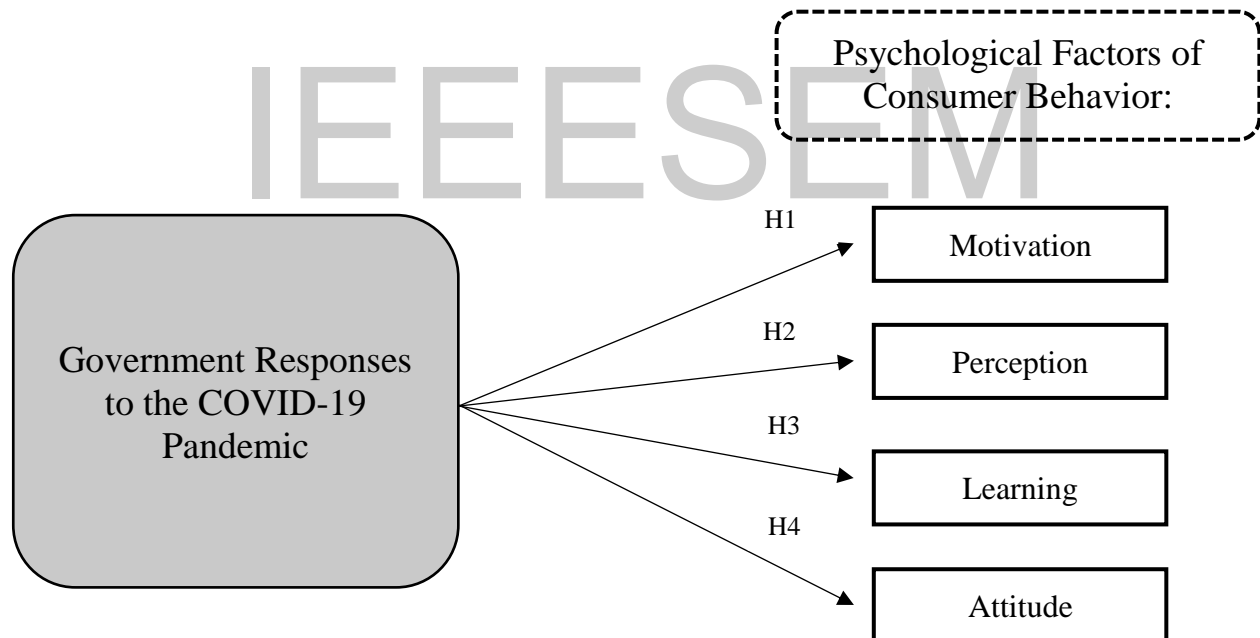 Psychological Factors of
Consumer Behavior:
IEEESEM
H1
Motivation
H2
Perception
Government Responses
to the COVID-19
Pandemic
H3
Learning
H4
Attitude